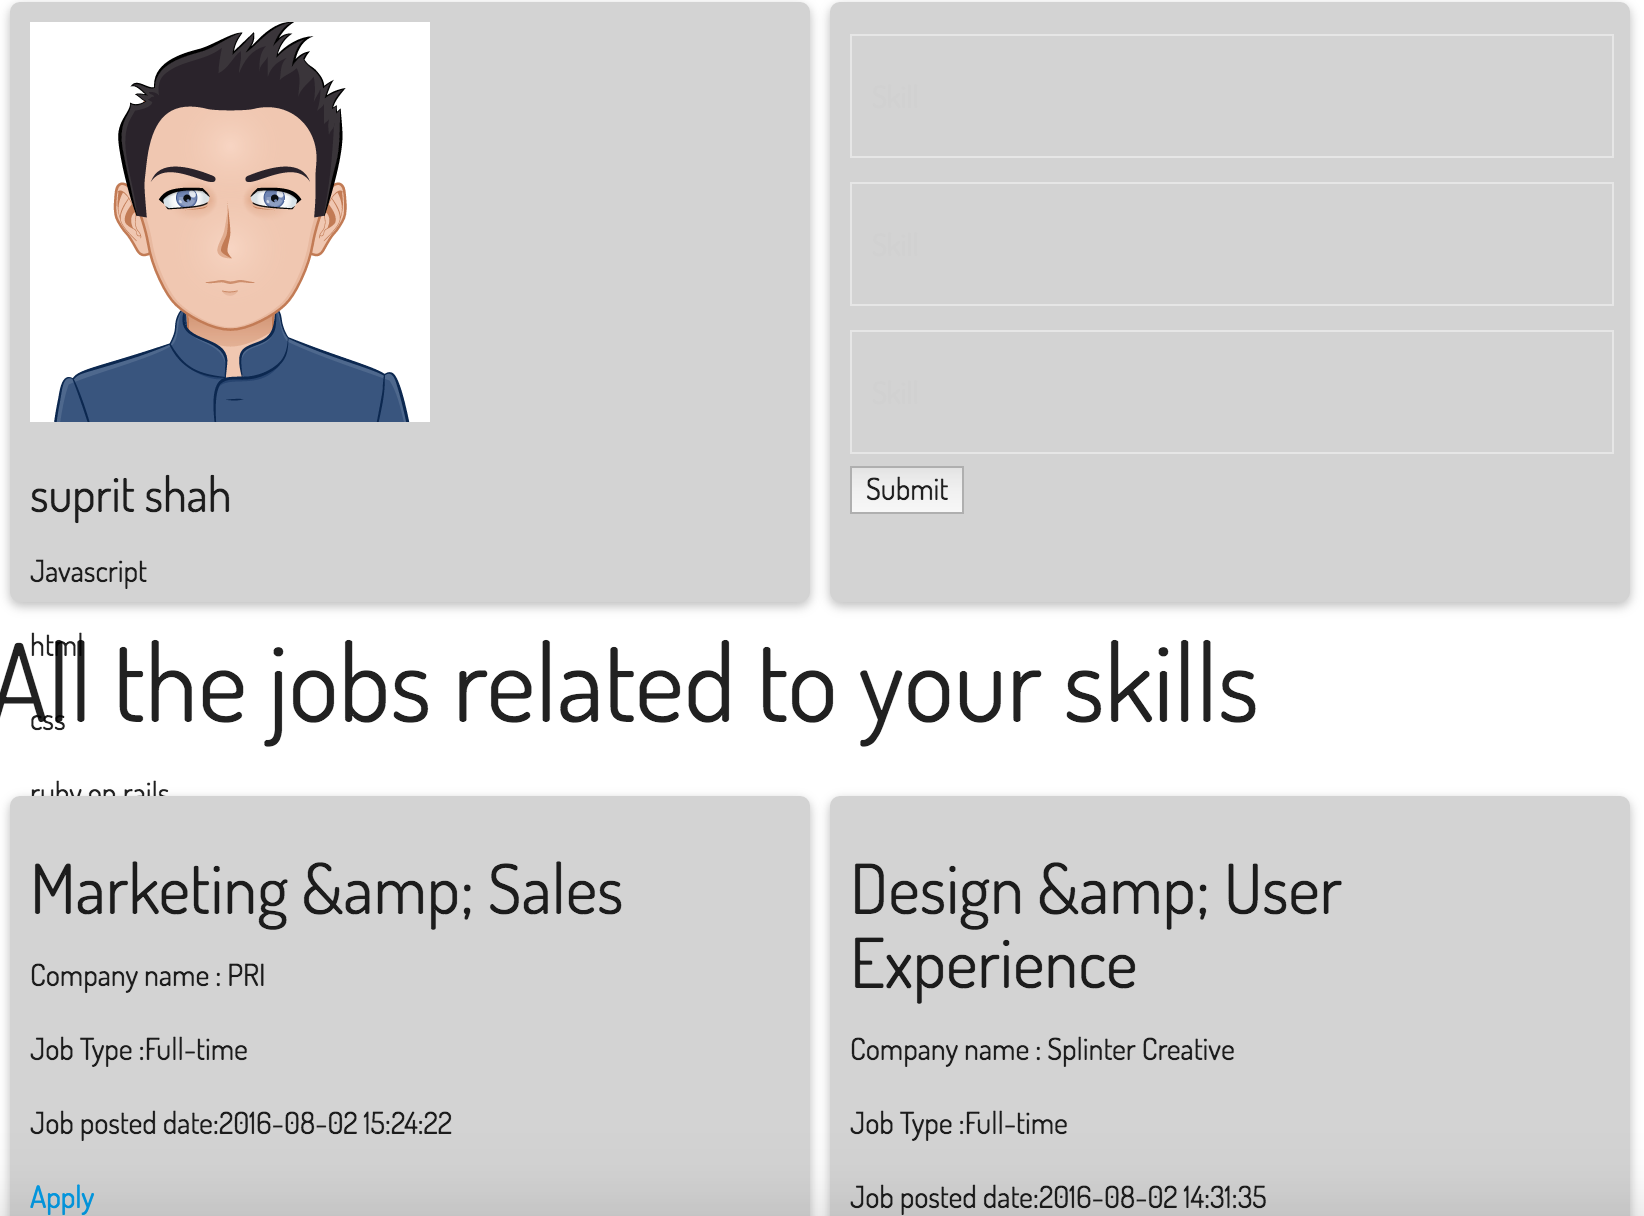 Skill
Skill
Skill
Submit
suprit shah
Javascript
html
All the jobs related to your skills
css
ruby on rails
Marketing &amp; Sales
Company name : PRI
Job Type :Full-time
Job posted date:2016-08-02 15:24:22
Apply
Design &amp; User
Experience
Company name : Splinter Creative
Job Type :Full-time
Job posted date:2016-08-02 14:31:35